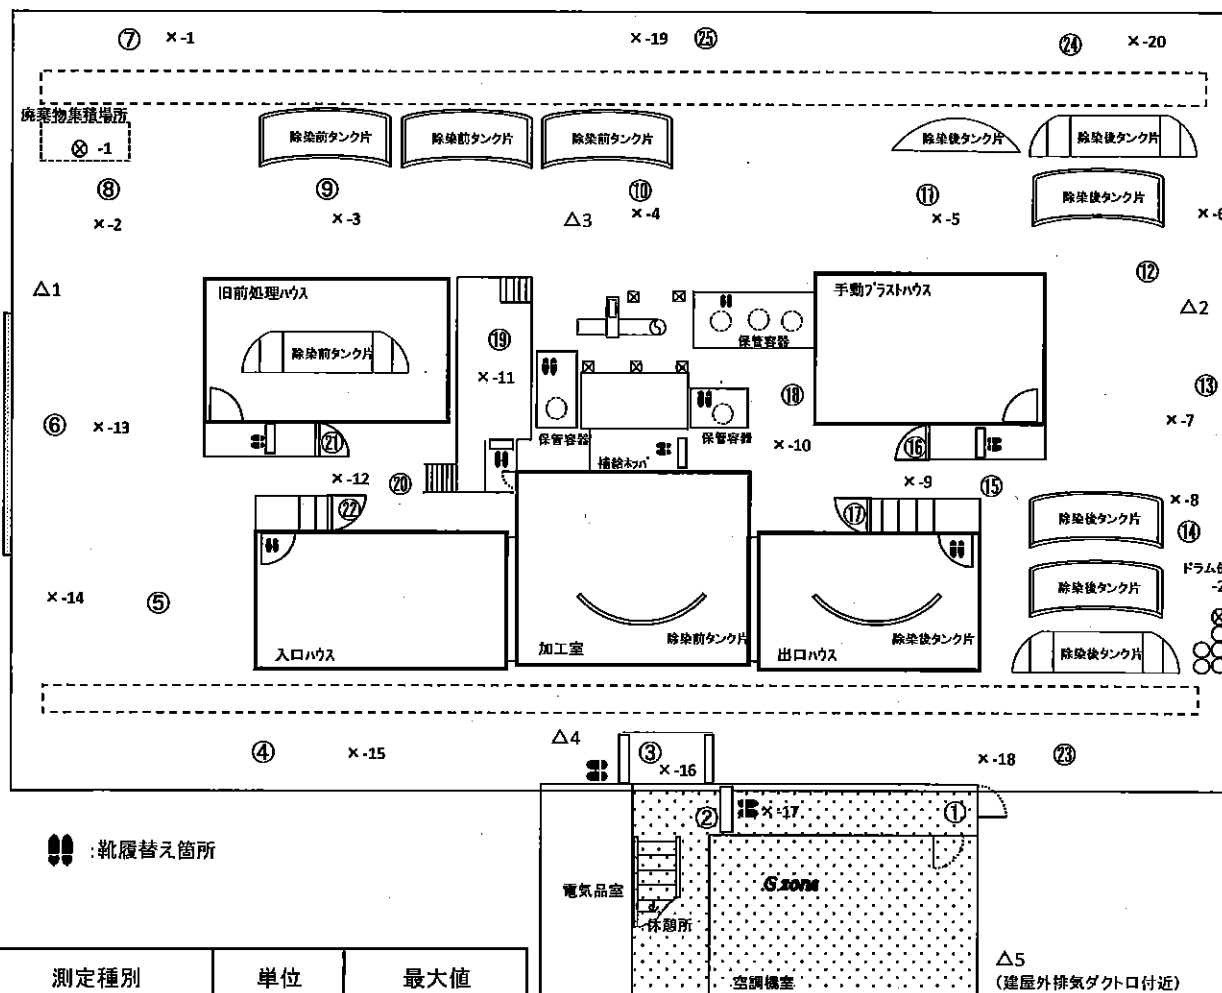 ⑦ ×-1 ×-19 ㉕ ㉔ ×-20
廃棄物集積場所
⊗ -1
除染前タンク片 除染前タンク片 除染前タンク片 除染後タンク片 除染後タンク片
除染後タンク片
⑧ ⑨ ⑩ ⑪
×-2 ×-3 △3 ×-4 ×-5 ×-6
⑫
△1 旧前処理ハウス 手動ブラストハウス △2
除染前タンク片 ⑲ 保管容器
×-11 ⑱ ⑬
⑥ ×-13 ㉑ 保管容器 保管容器 ×-10 ⑯ ×-7
補給ホッパ
×-12 ⑳ ×-9 ⑮
㉒ ⑰ ×-8
除染後タンク片 ⑭
ドラム缶
-2
除染後タンク片
×-14 ⑤
入口ハウス 加工室 除染前タンク片 出口ハウス 除染後タンク片 除染後タンク片
④ ×-15 △4 ③ ×-16 ×-18 ㉓
② ×-17 ①
:靴履替え箇所
電気品室 G zone
休憩所
空調機室
△5
(建屋外排気ダクト口付近)
測定種別 単位 最大値